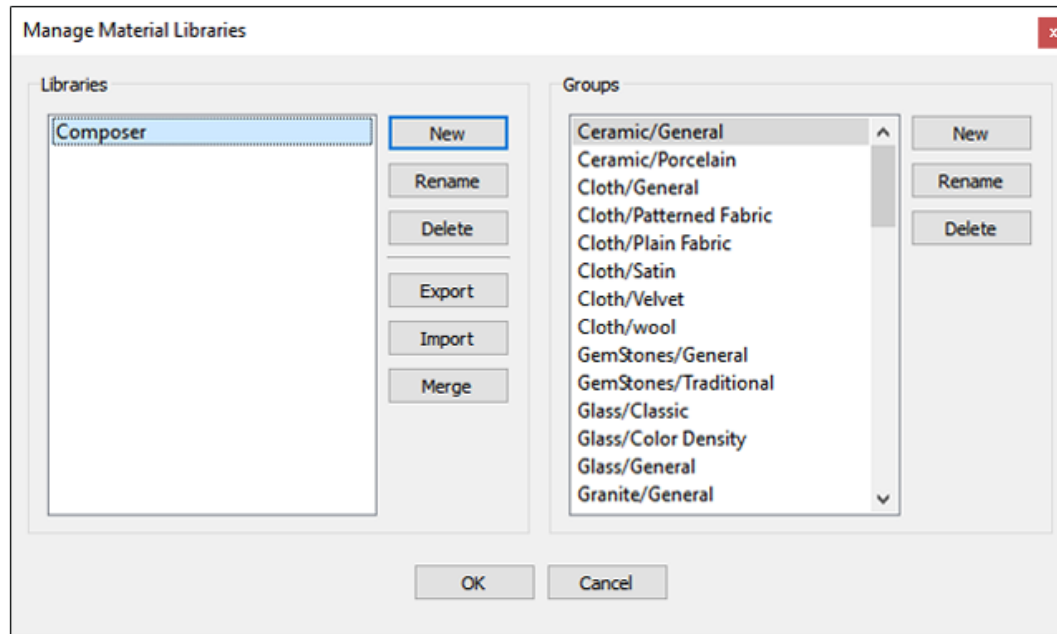 Manage Material Libraries
x
Libraries
Composer
New
Rename
Delete
Export
Import
Merge
Groups
Ceramic/General
Ceramic/Porcelain
Cloth/General
Cloth/Patterned Fabric
Cloth/Plain Fabric
Cloth/Satin
Cloth/Velvet
Cloth/wool
GemStones/General
GemStones/Traditional
Glass/Classic
Glass/Color Density
Glass/General
Granite/General
New
Rename
Delete
OK
Cancel